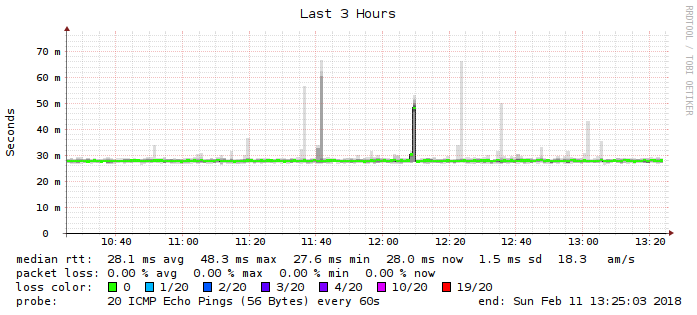 Last 3 Hours
RRDTOOL / TOBI OETIKER
Seconds
70 m
60 m
50 m
40 m
30 m
20 m
10 m
0
10:40 11:00 11:20 11:40 12:00 12:20 12:40 13:00 13:20
median rtt: 28.1 ms avg 48.3 ms max 27.6 ms min 28.0 ms now 1.5 ms sd 18.3 am/s
packet loss: 0.00 % avg 0.00 % max 0.00 % min 0.00 % now
loss color: 0 1/20 2/20 3/20 4/20 10/20 19/20
probe: 20 ICMP Echo Pings (56 Bytes) every 60s end: Sun Feb 11 13:25:03 2018